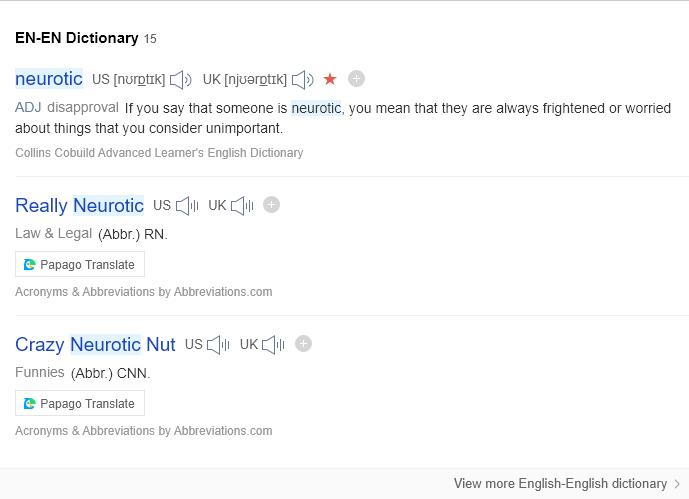 EN-EN Dictionary 15
neurotic US [nʊrɒtɪk] UK [njʊərɒtɪk]
ADJ disapproval If you say that someone is neurotic, you mean that they are always frightened or worried
about things that you consider unimportant.
Collins Cobuild Advanced Learner's English Dictionary
Really Neurotic US UK
Law & Legal (Abbr.) RN.
Papago Translate
Acronyms & Abbreviations by Abbreviations.com
Crazy Neurotic Nut US UK
Funnies (Abbr.) CNN.
Papago Translate
Acronyms & Abbreviations by Abbreviations.com
View more English-English dictionary